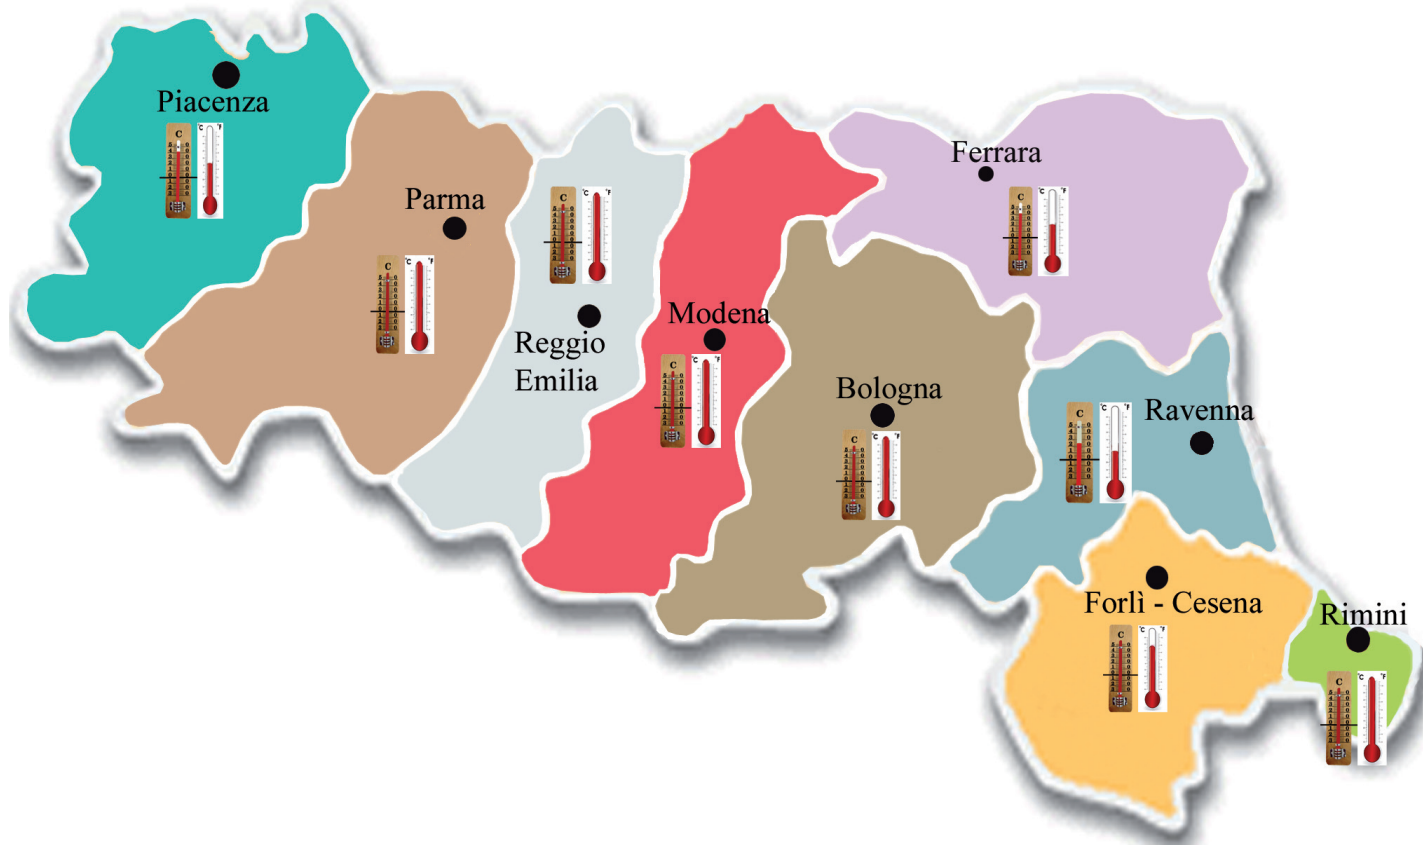 Piacenza
C
°C °F
Ferrara
C
°C °F
Parma
C
°C °F
C
°C °F
Reggio
Emilia
Modena
C
°C °F
Bologna
C
°C °F
Ravenna
C
°C °F
Forlì - Cesena
C
°C °F
Rimini
C
°C °F